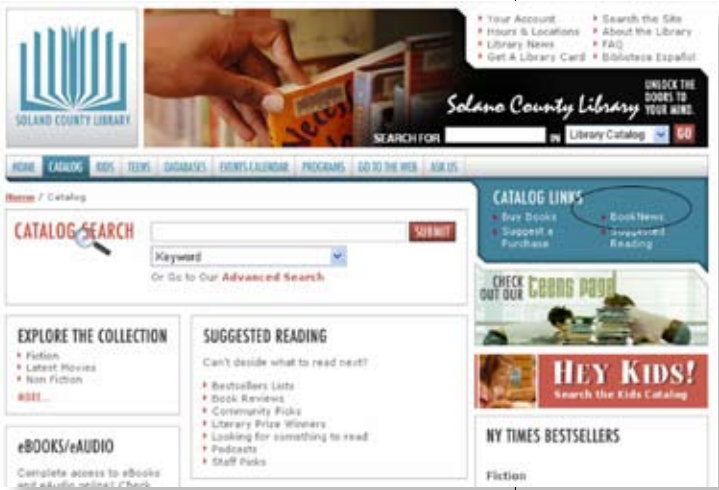 SOLANO COUNTY LIBRARY
Your Account
Hours & Locations
Library News
Get A Library Card
Search the Site
About the Library
FAQ
Biblioteca Español
Neces
Solano County Library
UNLOCK THE
DOORS TO
YOUR MIND.
SEARCH FOR IN Library Catalog GO
HOME CATALOG KIDS TEENS DATABASES EVENTS CALENDAR PROGRAMS GO TO THE WEB ASK US
Home / Catalog
CATALOG SEARCH SUBMIT
Keyword
Or Go to Our Advanced Search
CATALOG LINKS
Buy Books
Suggest a
Purchase
BookNews
Suggested
Reading
CHECK
OUT OUR teens page
HEY KIDS!
Search the Kids Catalog
EXPLORE THE COLLECTION
Fiction
Latest Movies
Non Fiction
MORE...
SUGGESTED READING
Can't decide what to read next?
Bestsellers Lists
Book Reviews
Community Picks
Literary Prize Winners
Looking for something to read
Podcasts
Staff Picks
eBOOKS/eAUDIO
Complete access to eBooks
and eAudio online! Check
NY TIMES BESTSELLERS
Fiction